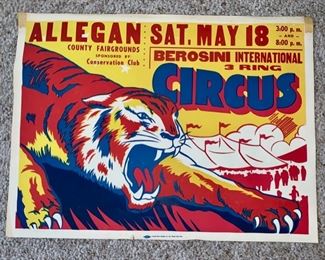 ALLEGAN
COUNTY FAIRGROUNDS
SPONSORED BY
Conservation Club
SAT, MAY 18
3:00 p. m.
AND
8:00 p. m.
BEROSINI INTERNATIONAL
3 RING
CIRCUS